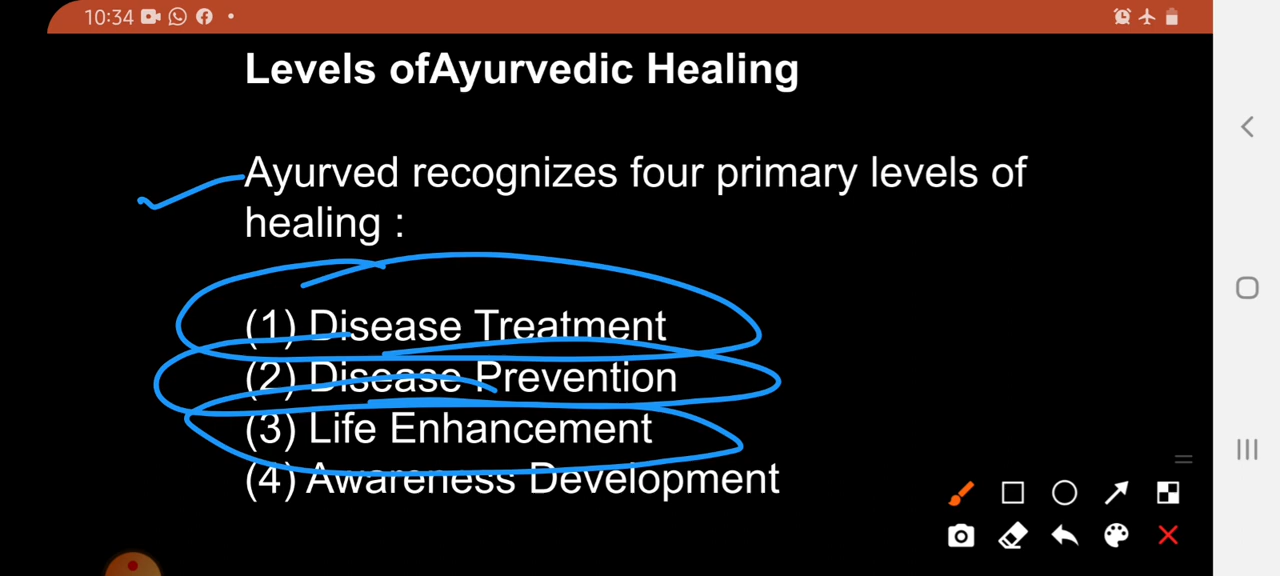 10:34
Levels ofAyurvedic Healing
Ayurved recognizes four primary levels of
healing :
(1) Disease Treatment
(2) Disease Prevention
(3) Life Enhancement
(4) Awareness Development